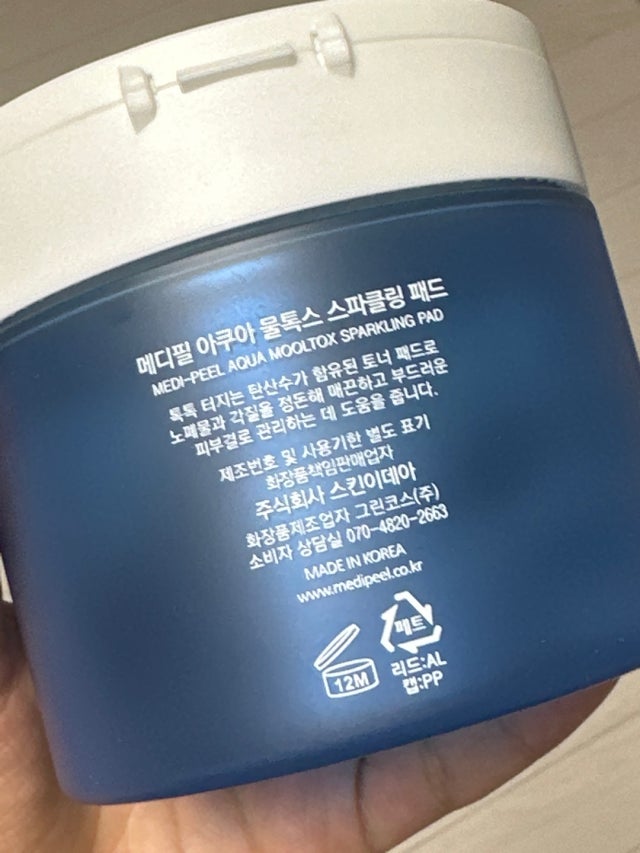 메디필 아쿠아 물톡스 스파클링 패드
MEDI-PEEL AQUA MOOLTOX SPARKLING PAD
톡톡 터지는 탄산수가 함유된 토너 패드로
노폐물과 각질을 정돈해 매끈하고 부드러운
피부결로 관리하는 데 도움을 줍니다.
제조번호 및 사용기한 별도 표기
화장품책임판매업자
주식회사 스킨이데아
화장품제조업자 그린코스(주)
소비자 상담실 070-4820-2663
MADE IN KOREA
www.medipeel.co.kr
12M
페트
리드:AL
캡:PP